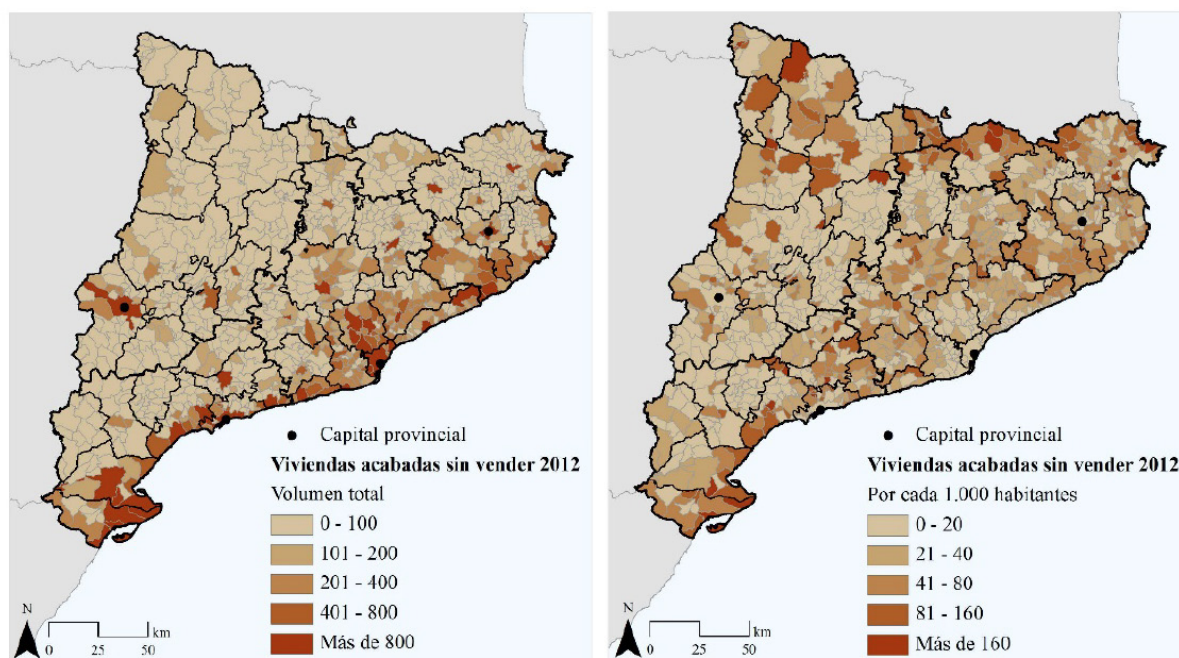 Capital provincial
Viviendas acabadas sin vender 2012
Volumen total
0 - 100
101 - 200
201 - 400
401 - 800
Más de 800
N
0 25 50
km
Capital provincial
Viviendas acabadas sin vender 2012
Por cada 1.000 habitantes
0 - 20
21 - 40
41 - 80
81 - 160
Más de 160
N
0 25 50
km